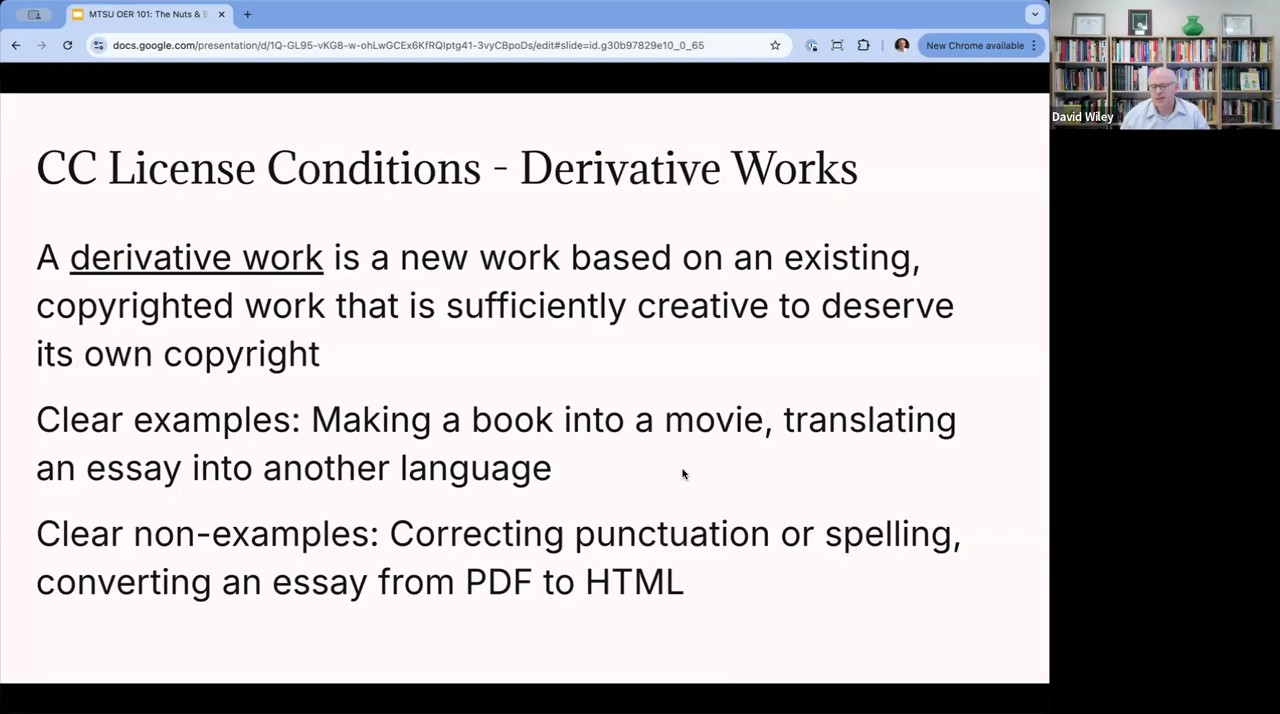 MTSU OER 101: The Nuts & B
docs.google.com/presentation/d/1Q-GL95-vKG8-w-ohLwGCEx6KfRQIptg41-3vyCBpoDs/edit#slide=id.g30b97829e10_0_65
New Chrome available
David Wiley
CC License Conditions - Derivative Works
A derivative work is a new work based on an existing,
copyrighted work that is sufficiently creative to deserve
its own copyright
Clear examples: Making a book into a movie, translating
an essay into another language
Clear non-examples: Correcting punctuation or spelling,
converting an essay from PDF to HTML